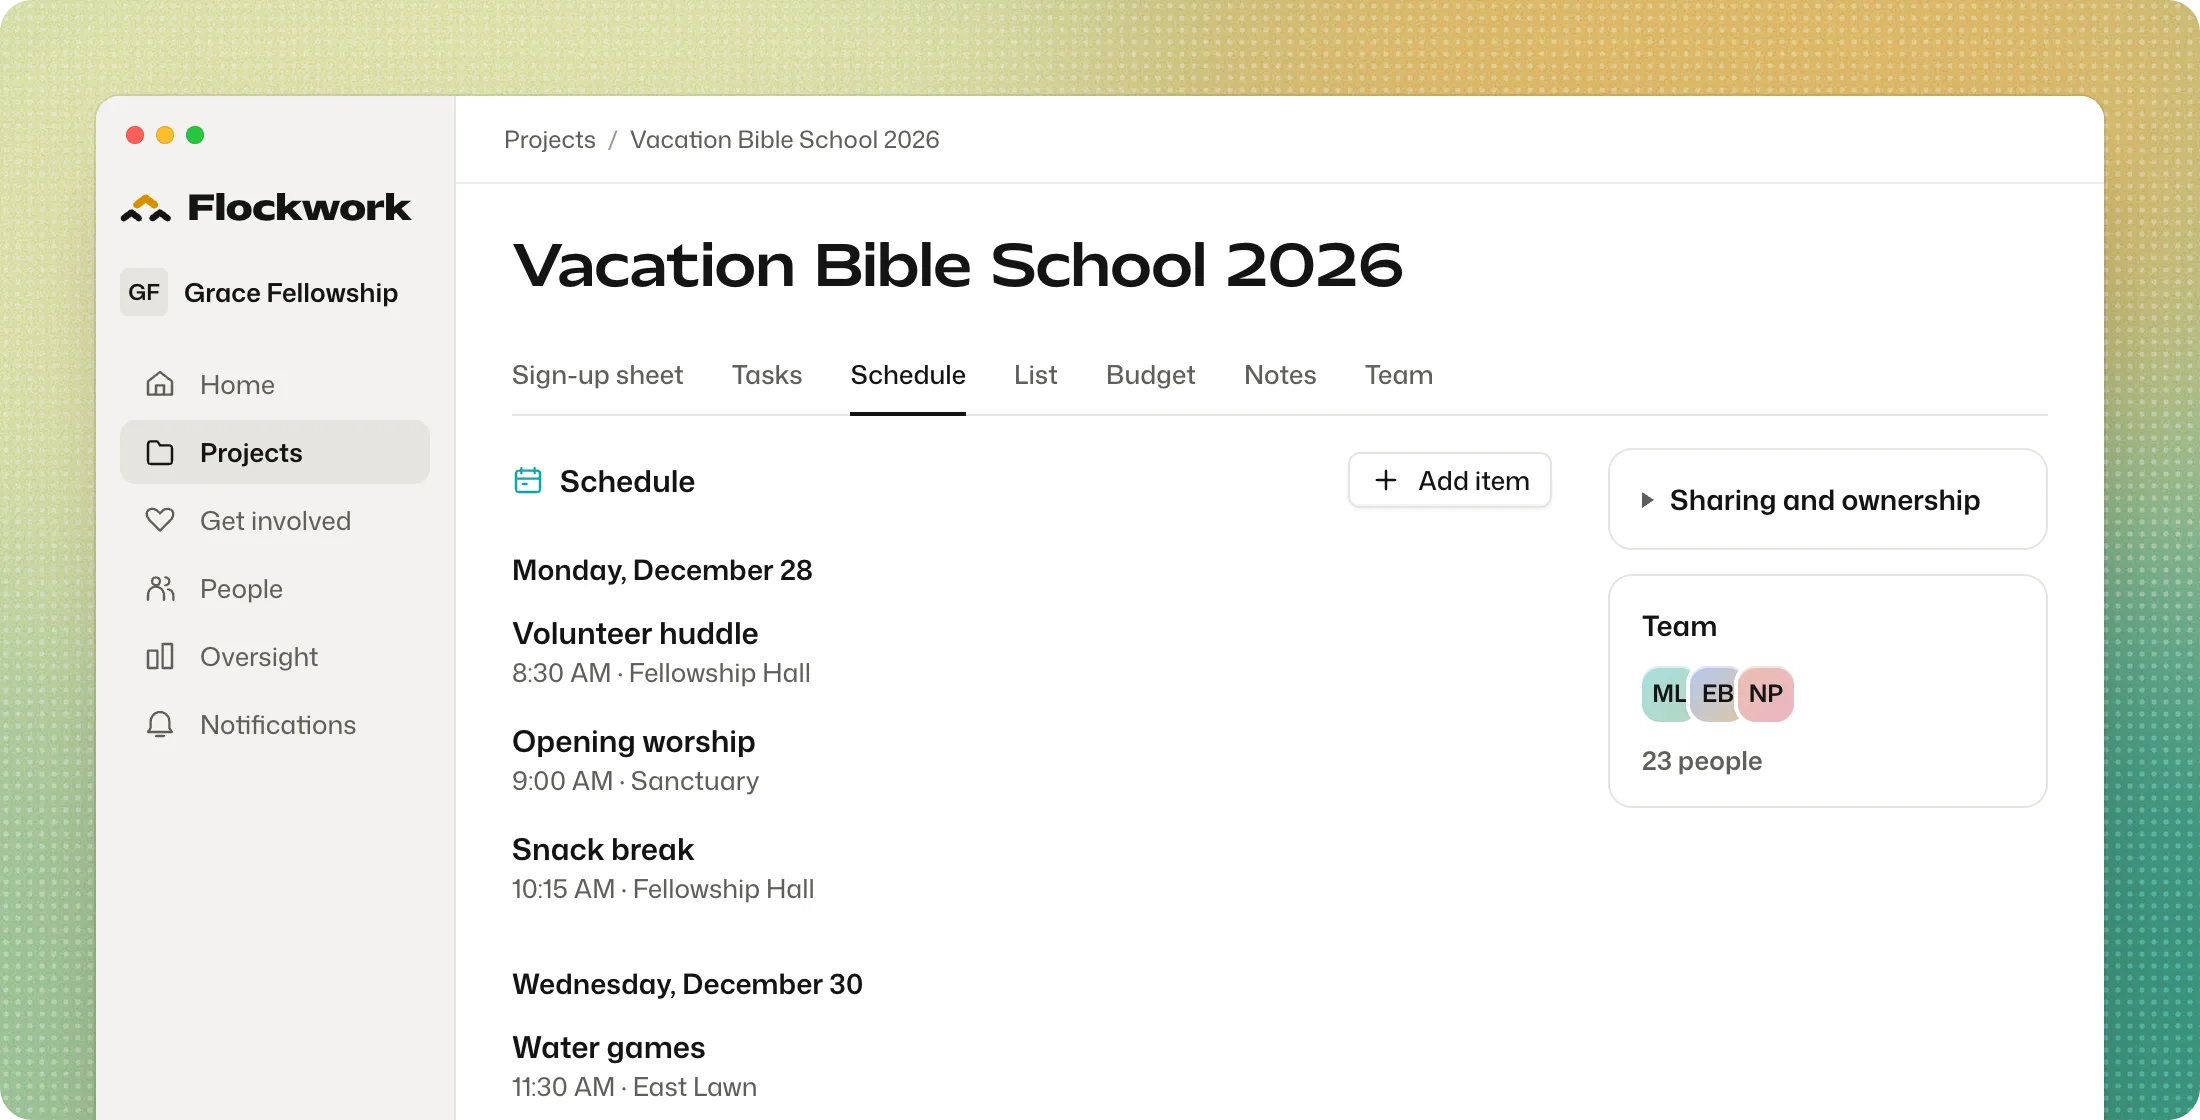 Projects / Vacation Bible School 2026
Flockwork
GF Grace Fellowship
Home
Projects
Get involved
People
Oversight
Notifications
Vacation Bible School 2026
Sign-up sheet Tasks Schedule List Budget Notes Team
Schedule
+ Add item
Monday, December 28
Volunteer huddle
8:30 AM · Fellowship Hall
Opening worship
9:00 AM · Sanctuary
Snack break
10:15 AM · Fellowship Hall
Wednesday, December 30
Water games
11:30 AM · East Lawn
Sharing and ownership
Team
ML EB NP
23 people